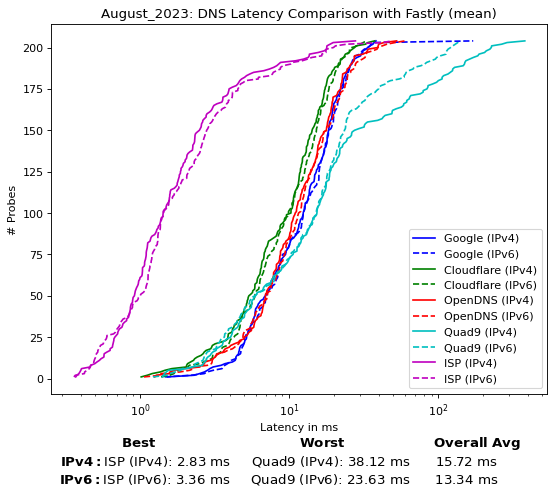 August_2023: DNS Latency Comparison with Fastly (mean)
200
175
150
125
100
75
50
25
0
# Probes
Google (IPv4)
Google (IPv6)
Cloudflare (IPv4)
Cloudflare (IPv6)
OpenDNS (IPv4)
OpenDNS (IPv6)
Quad9 (IPv4)
Quad9 (IPv6)
ISP (IPv4)
ISP (IPv6)
10⁰ 10¹ 10²
Latency in ms
Best Worst Overall Avg
IPv4: ISP (IPv4): 2.83 ms Quad9 (IPv4): 38.12 ms 15.72 ms
IPv6: ISP (IPv6): 3.36 ms Quad9 (IPv6): 23.63 ms 13.34 ms